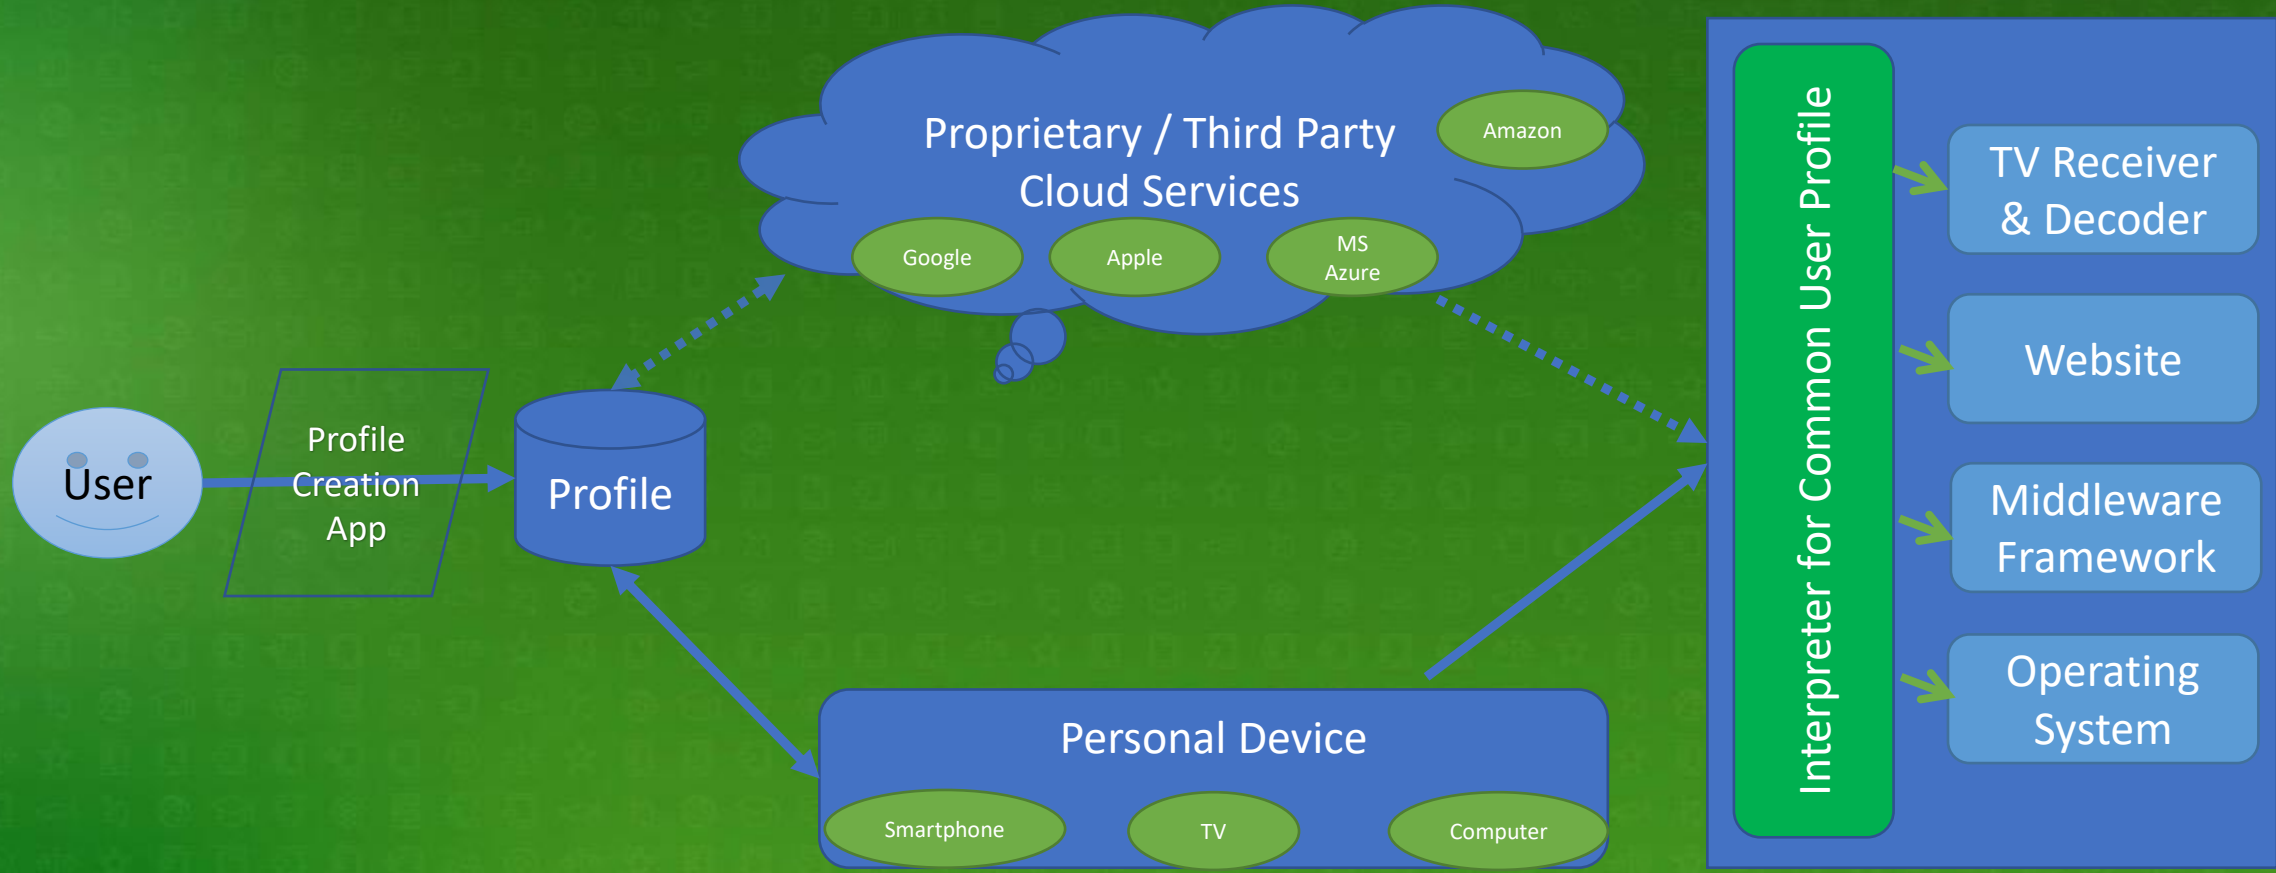 User
Profile
Creation
App
Profile
Proprietary / Third Party
Cloud Services
Amazon
Google
Apple
MS
Azure
Personal Device
Smartphone
TV
Computer
Interpreter for Common User Profile
TV Receiver
& Decoder
Website
Middleware
Framework
Operating
System